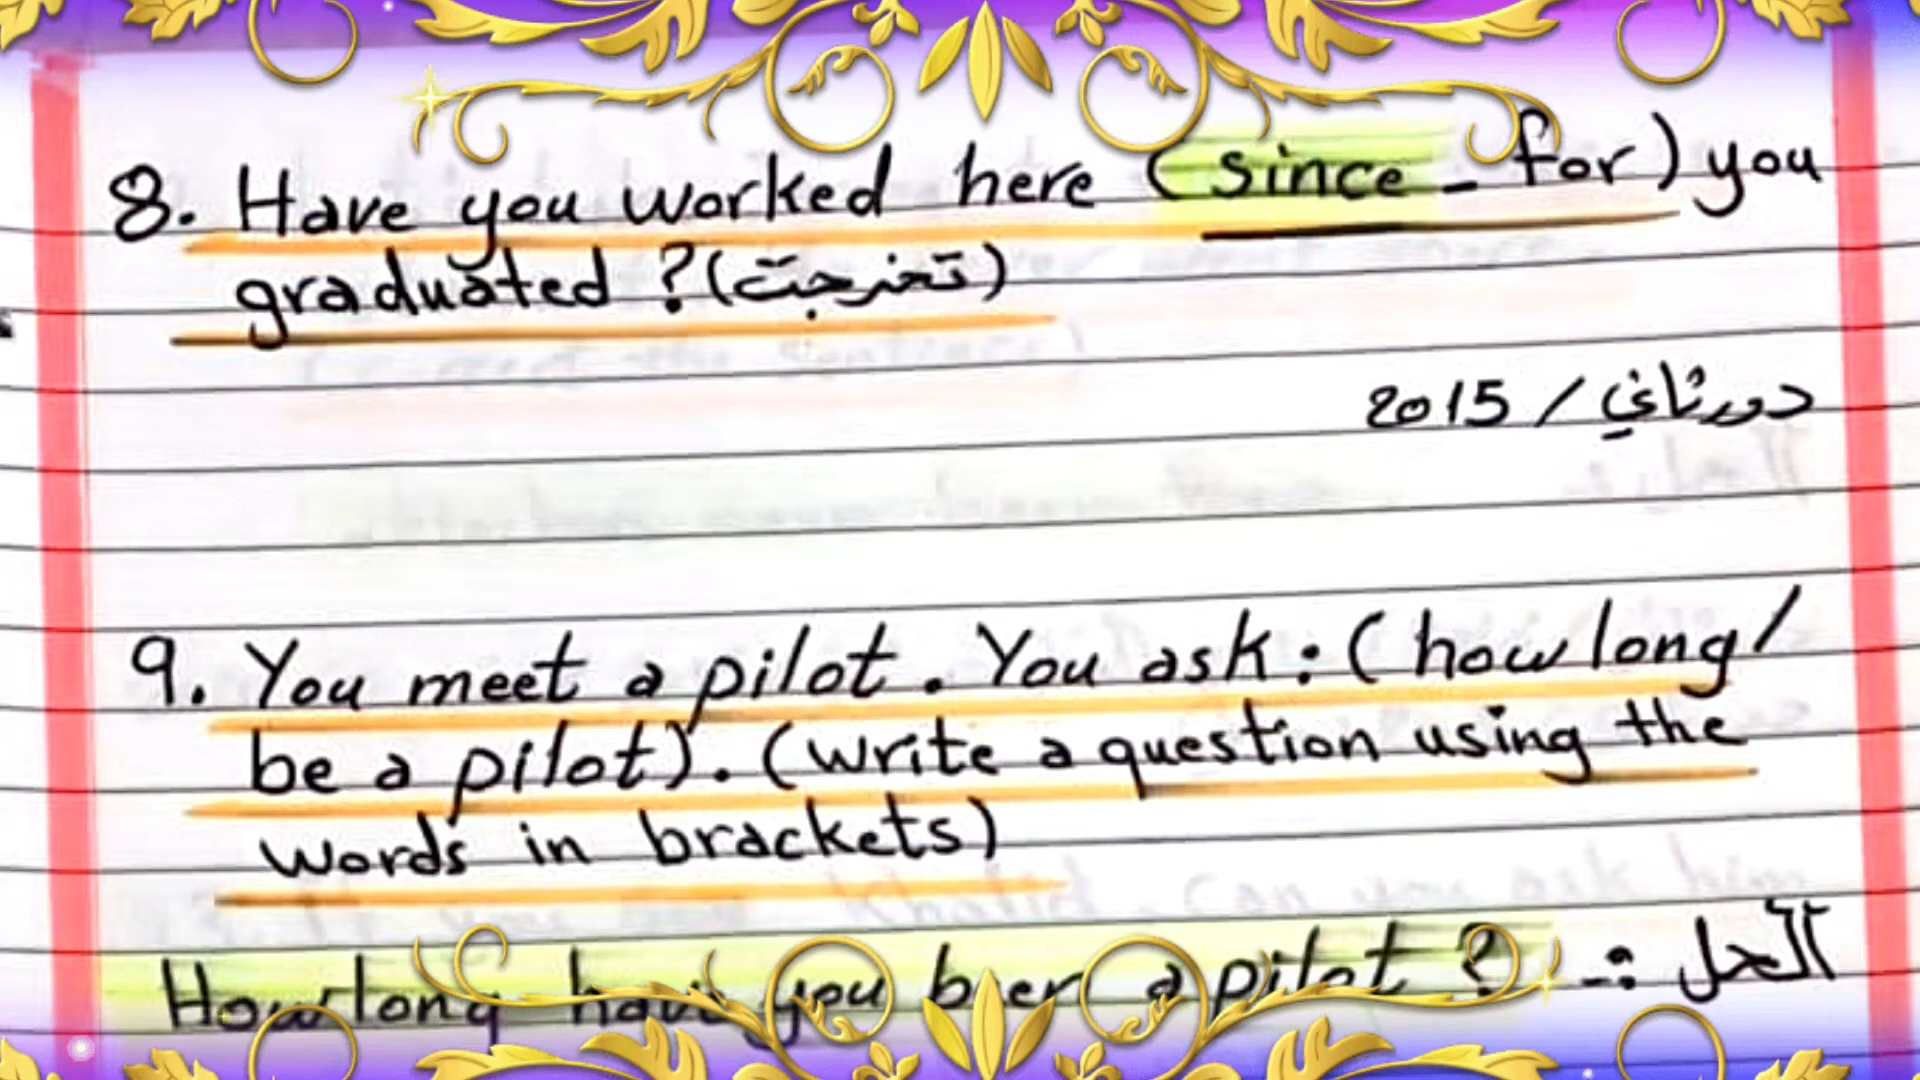 8. Have you worked here (since - for) you
graduated ? (تخرجت)
دور ثاني / 2015
9. You meet a pilot. You ask: (how long /
be a pilot). (write a question using the
words in brackets)
الحل :- How long have you been a pilot ?